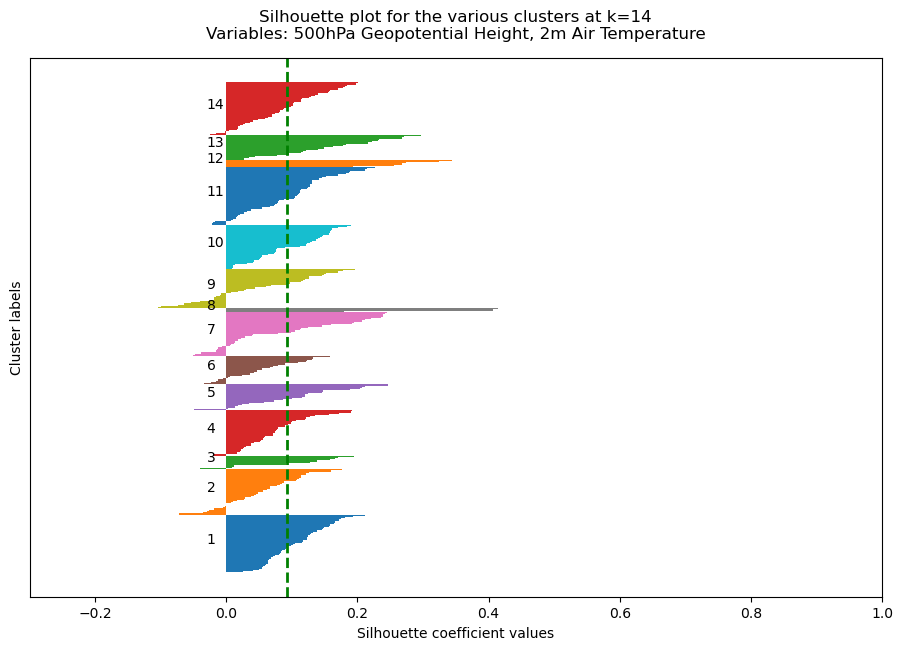 Silhouette plot for the various clusters at k=14
Variables: 500hPa Geopotential Height, 2m Air Temperature
14
13
12
11
10
9
8
7
6
5
4
3
2
1
Cluster labels
−0.2 0.0 0.2 0.4 0.6 0.8 1.0
Silhouette coefficient values